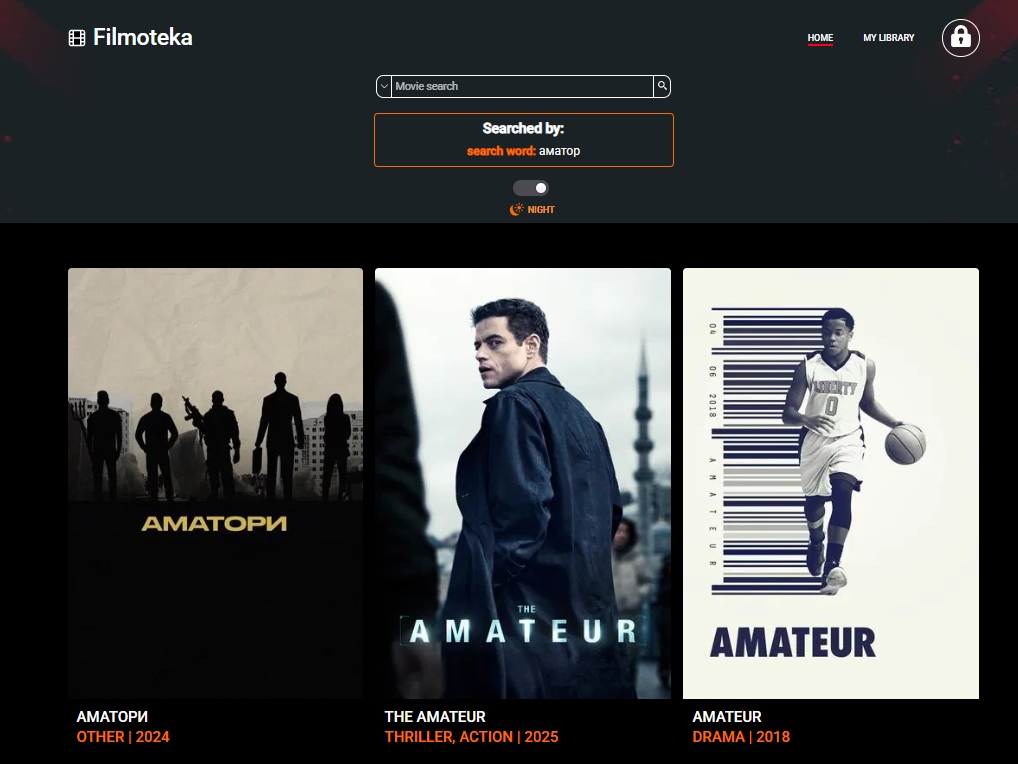 Filmoteka
HOME
MY LIBRARY
Movie search
Searched by:
search word: аматор
NIGHT
АМАТОРИ
THE
AMATEUR
04 06 2018 AMATEUR
LIBERTY
0
AMATEUR
АМАТОРИ
OTHER | 2024
THE AMATEUR
THRILLER, ACTION | 2025
AMATEUR
DRAMA | 2018